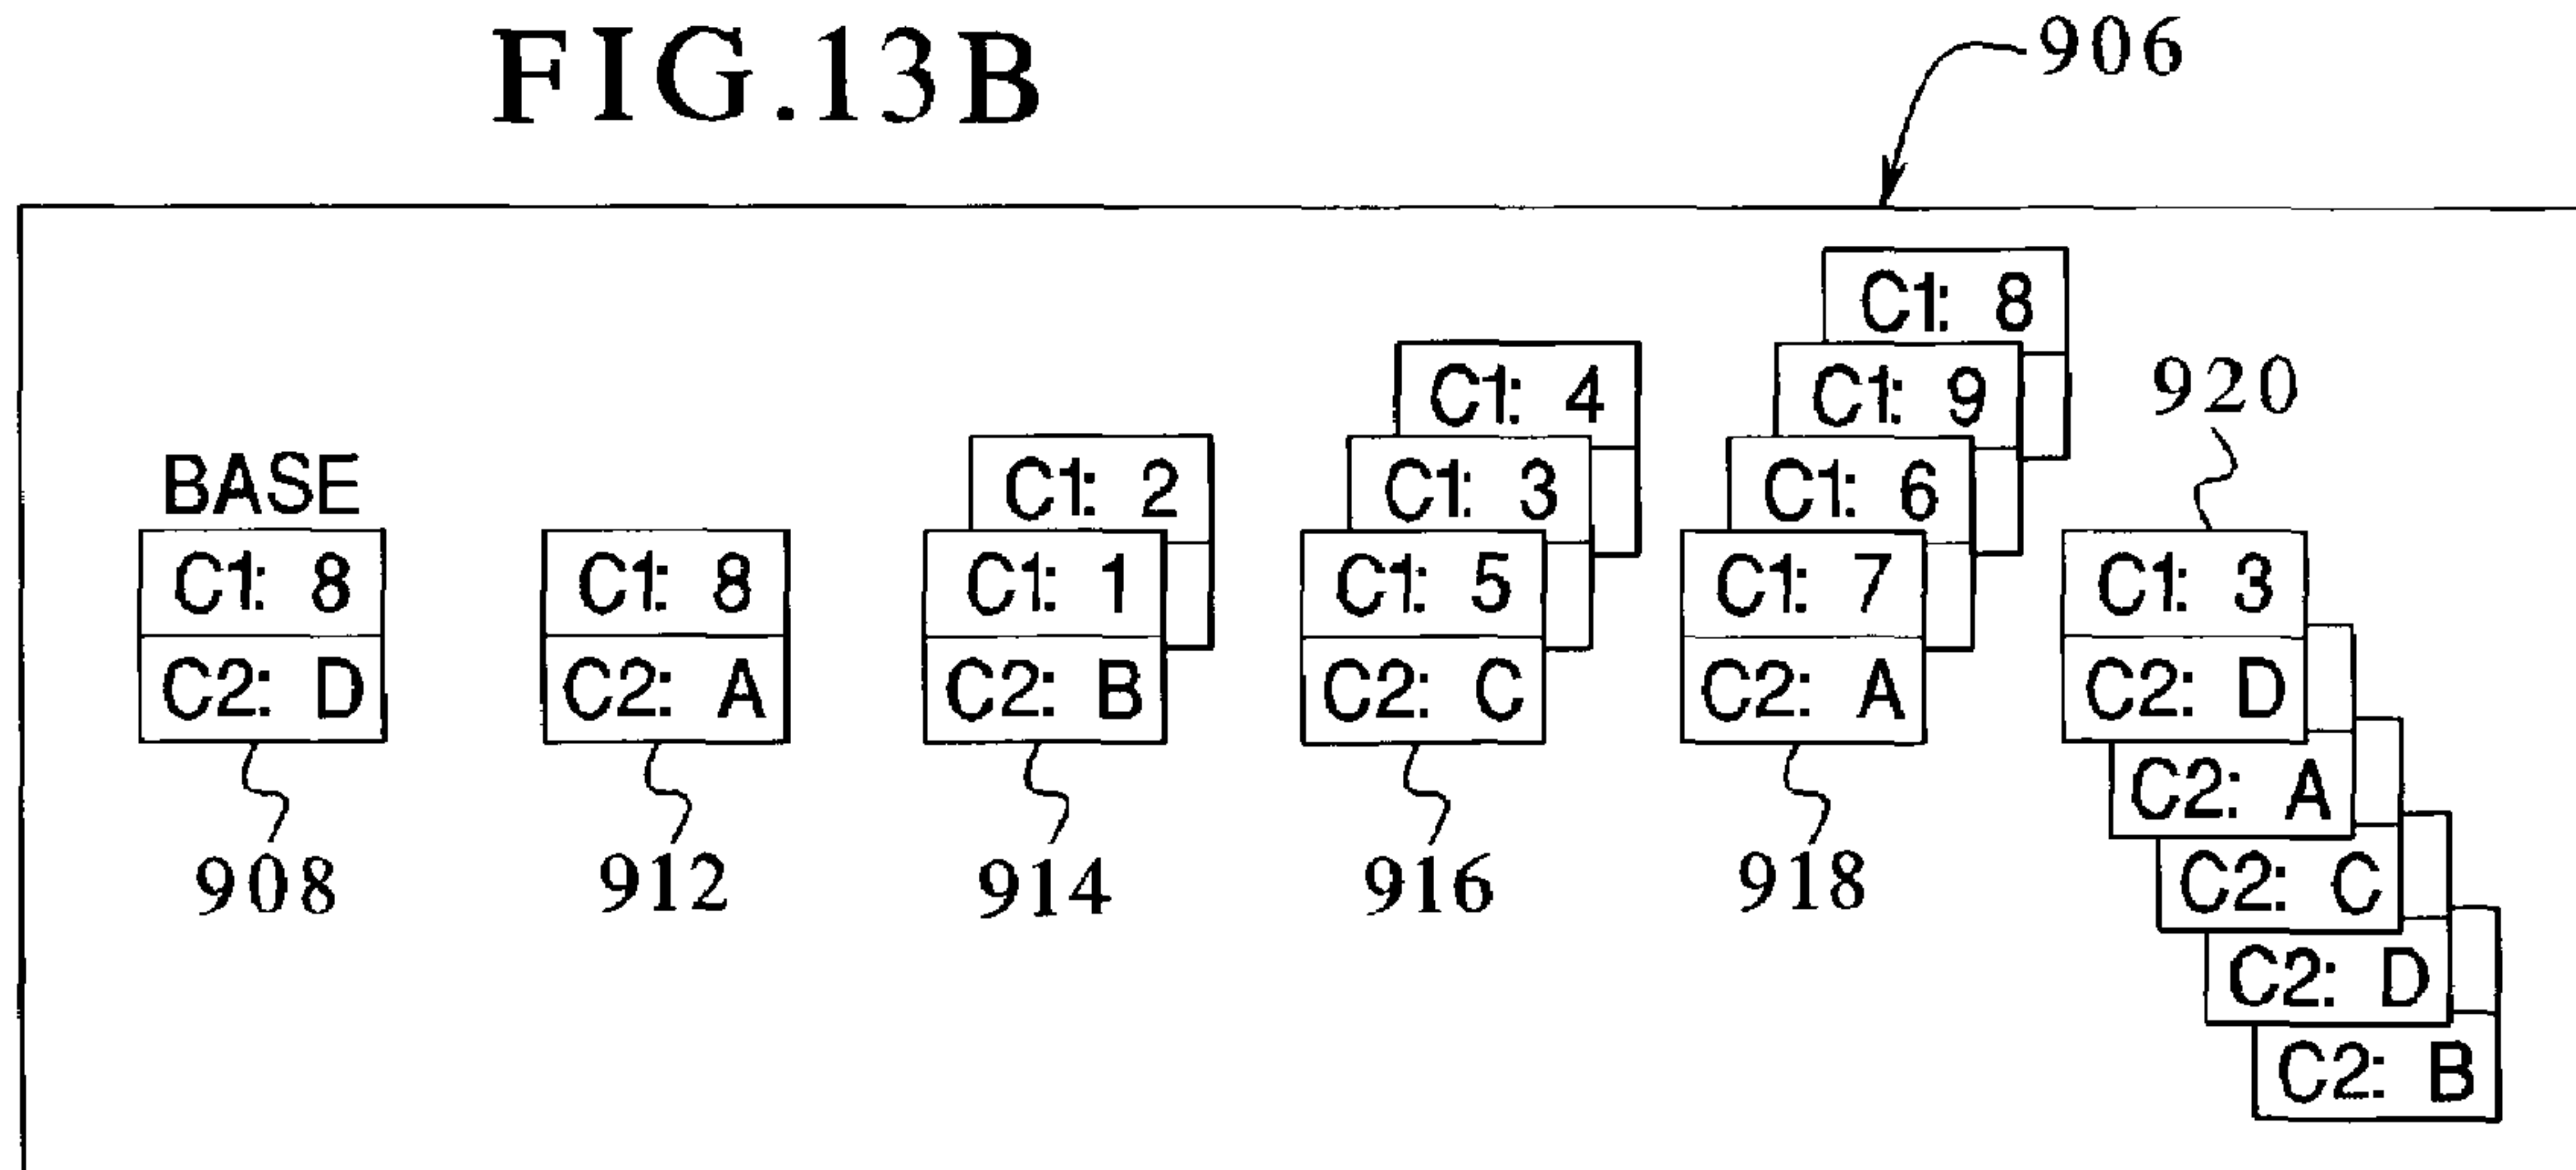 FIG.13B
906
BASE
C1: 8
C2: D
908
C1: 8
C2: A
912
C1: 2
C1: 1
C2: B
914
C1: 4
C1: 3
C1: 5
C2: C
916
C1: 8
C1: 9
C1: 6
C1: 7
C2: A
918
920
C1: 3
C2: D
C2: A
C2: C
C2: D
C2: B